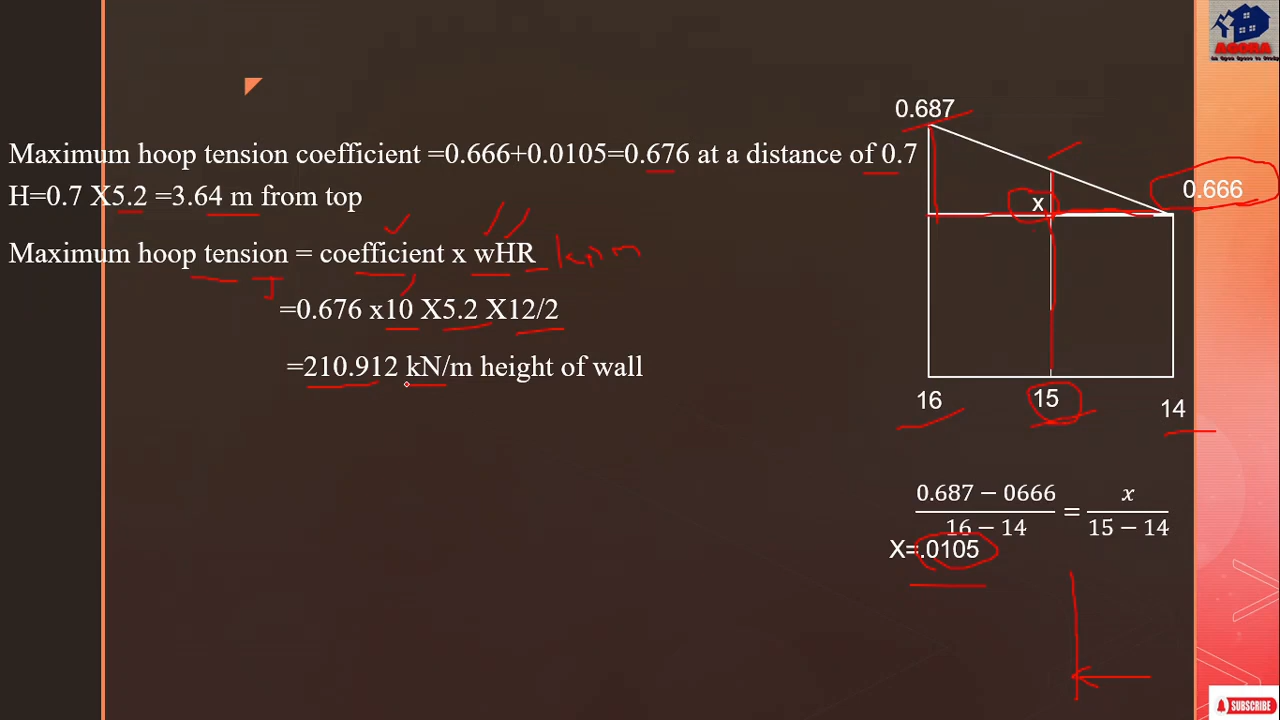 AGORA
0.687
Maximum hoop tension coefficient =0.666+0.0105=0.676 at a distance of 0.7
H=0.7 X5.2 =3.64 m from top
0.666
x
Maximum hoop tension = coefficient x wHR
=0.676 x10 X5.2 X12/2
=210.912 kN/m height of wall
16
15
14
0.687 − 0666
16 − 14
=
x
15 − 14
X=.0105
SUBSCRIBE